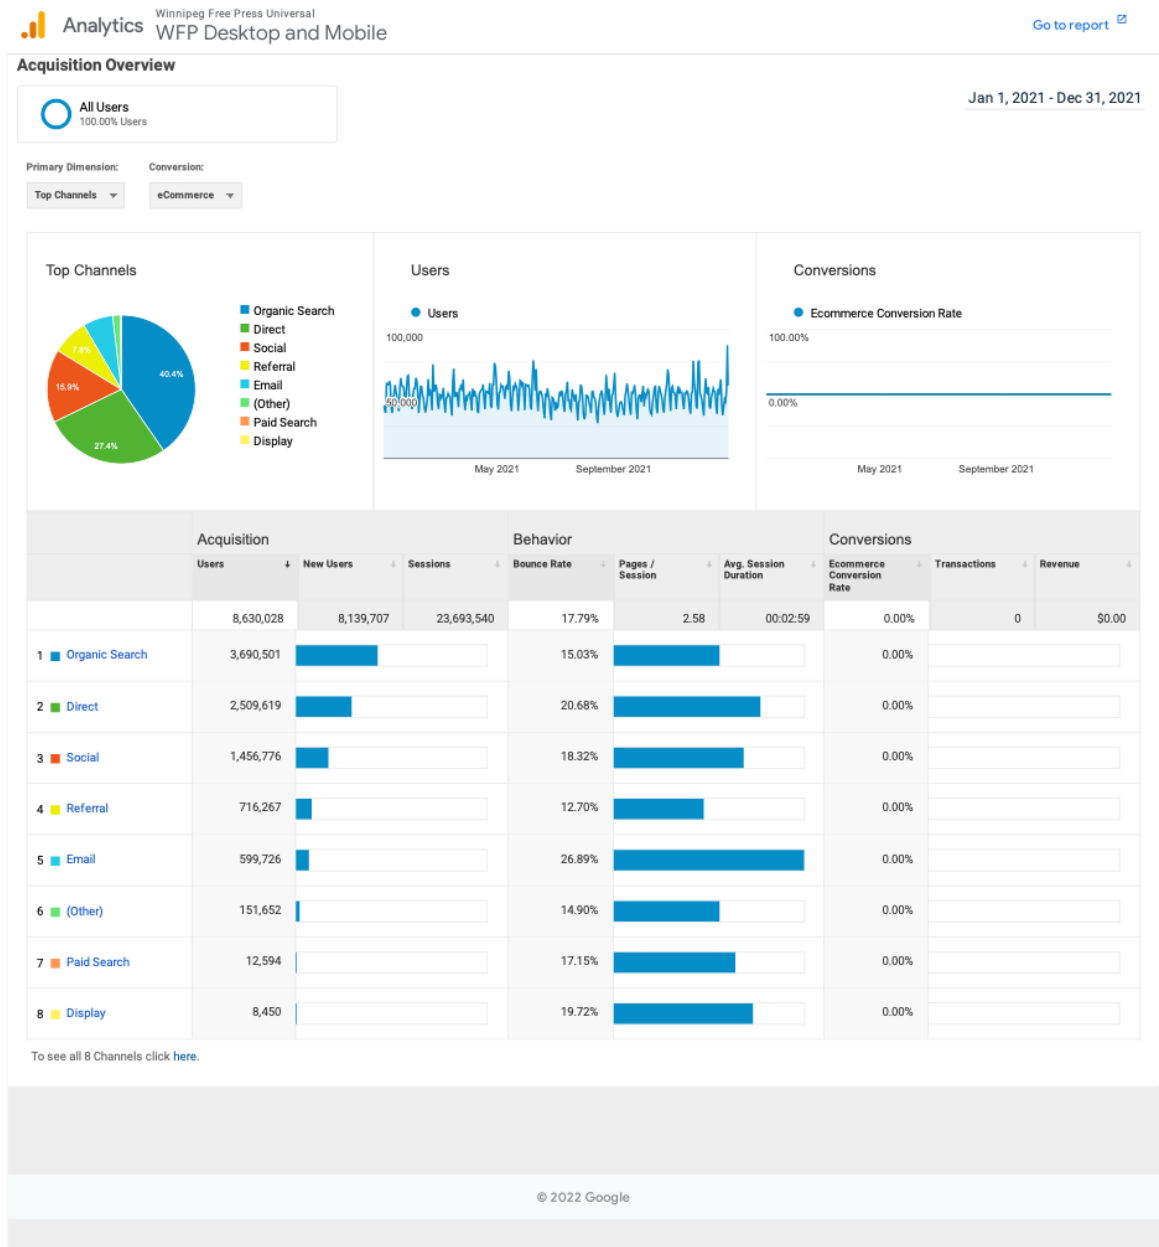 Analytics
Winnipeg Free Press Universal
WFP Desktop and Mobile
Go to report
Acquisition Overview
All Users
100.00% Users
Jan 1, 2021 - Dec 31, 2021
Primary Dimension:
Conversion:
Top Channels
eCommerce
Top Channels
40.4%
27.4%
15.9%
7.8%
Organic Search
Direct
Social
Referral
Email
(Other)
Paid Search
Display
Users
Users
100,000
50,000
May 2021 September 2021
Conversions
Ecommerce Conversion Rate
100.00%
0.00%
May 2021 September 2021
Acquisition Behavior Conversions
Users New Users Sessions Bounce Rate Pages / Session Avg. Session Duration Ecommerce Conversion Rate Transactions Revenue
8,630,028 8,139,707 23,693,540 17.79% 2.58 00:02:59 0.00% 0 $0.00
1 Organic Search 3,690,501 15.03% 0.00%
2 Direct 2,509,619 20.68% 0.00%
3 Social 1,456,776 18.32% 0.00%
4 Referral 716,267 12.70% 0.00%
5 Email 599,726 26.89% 0.00%
6 (Other) 151,652 14.90% 0.00%
7 Paid Search 12,594 17.15% 0.00%
8 Display 8,450 19.72% 0.00%
To see all 8 Channels click here.
© 2022 Google